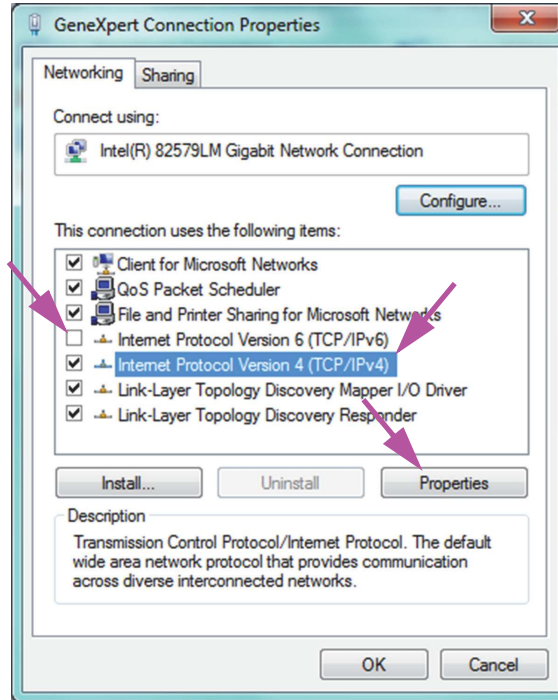 GeneXpert Connection Properties
Networking
Sharing
Connect using:
Intel(R) 82579LM Gigabit Network Connection
Configure...
This connection uses the following items:
Client for Microsoft Networks
QoS Packet Scheduler
File and Printer Sharing for Microsoft Networks
Internet Protocol Version 6 (TCP/IPv6)
Internet Protocol Version 4 (TCP/IPv4)
Link-Layer Topology Discovery Mapper I/O Driver
Link-Layer Topology Discovery Responder
Install...
Uninstall
Properties
Description
Transmission Control Protocol/Internet Protocol. The default
wide area network protocol that provides communication
across diverse interconnected networks.
OK
Cancel